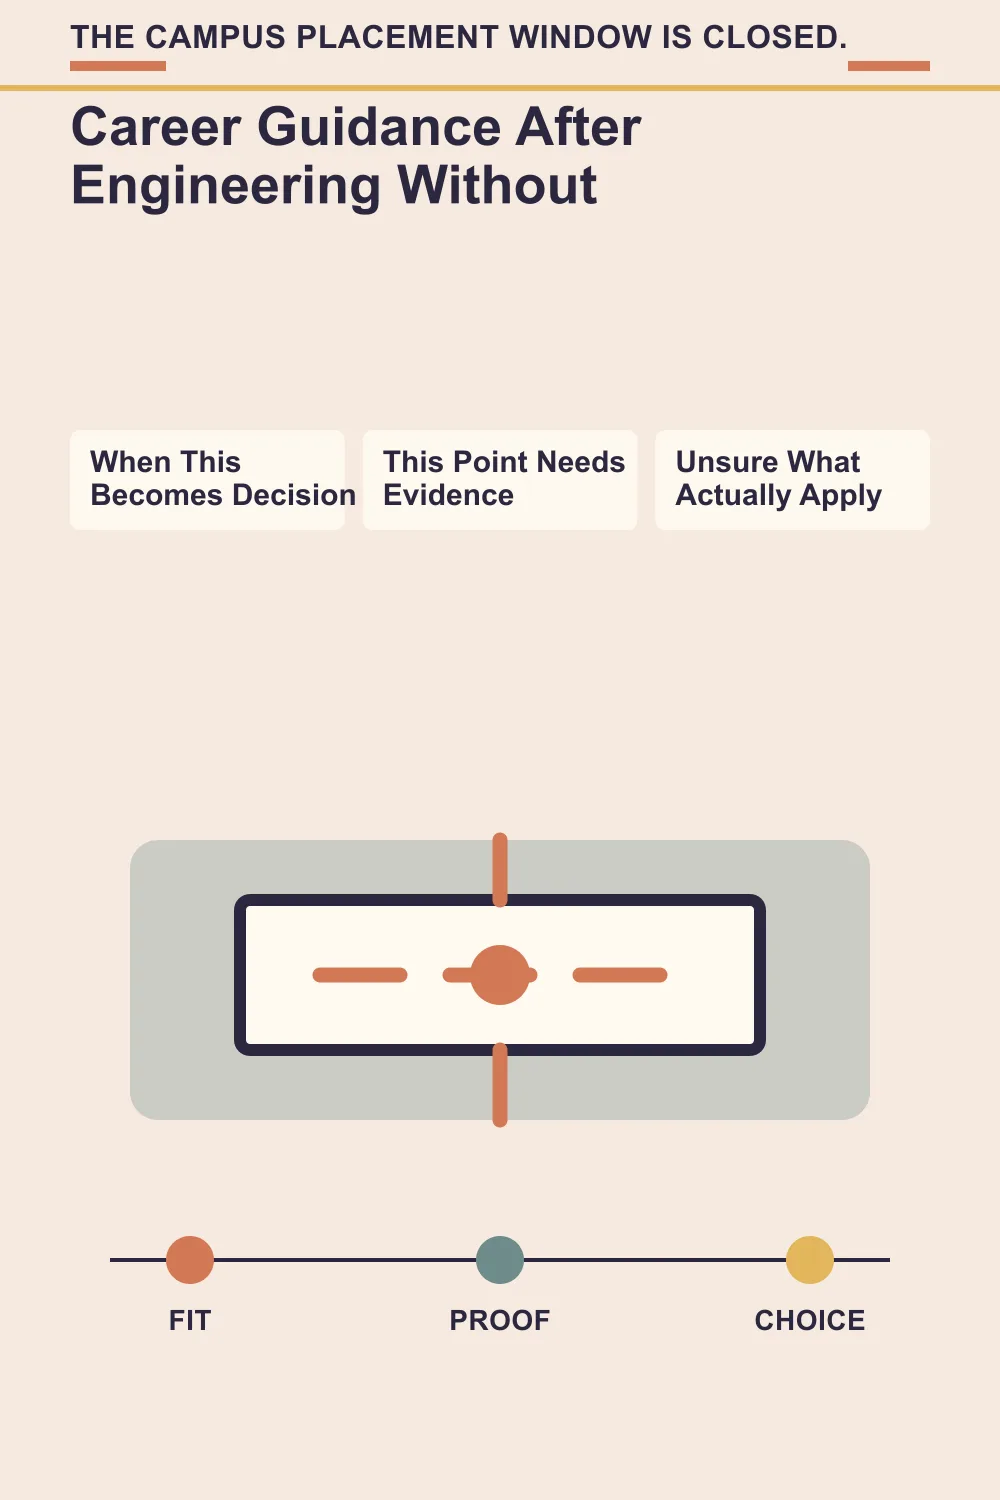 THE CAMPUS PLACEMENT WINDOW IS CLOSED.
Career Guidance After
Engineering Without
When This
Becomes Decision
This Point Needs
Evidence
Unsure What
Actually Apply
FIT
PROOF
CHOICE